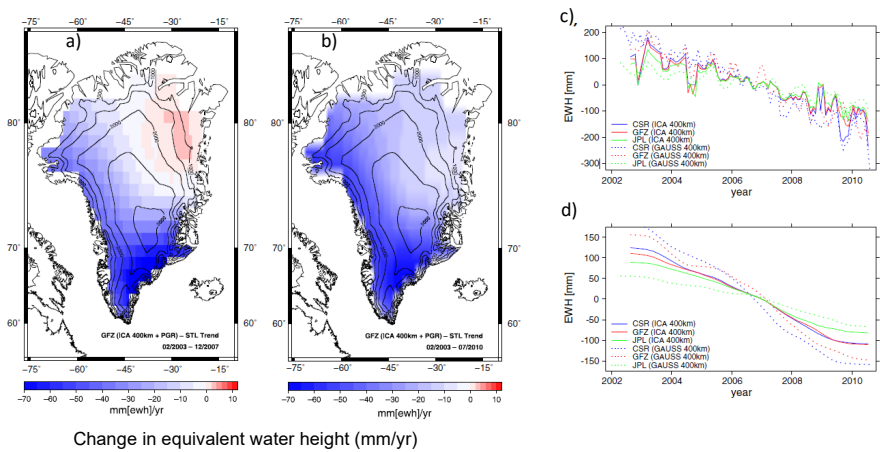 −75° −60° −45° −30° −15°
a)
80°
70°
60°
GFZ (ICA 400km + PGR) – STL Trend
02/2003 – 12/2007
−75° −60° −45° −30° −15°
−70 −60 −50 −40 −30 −20 −10 0 10
mm[ewh]/yr
−75° −60° −45° −30° −15°
b)
80°
70°
60°
GFZ (ICA 400km + PGR) – STL Trend
02/2003 – 07/2010
−75° −60° −45° −30° −15°
−70 −60 −50 −40 −30 −20 −10 0 10
mm[ewh]/yr
Change in equivalent water height (mm/yr)
c)
200
100
0
-100
-200
-300
EWH [mm]
CSR (ICA 400km)
GFZ (ICA 400km)
JPL (ICA 400km)
CSR (GAUSS 400km)
GFZ (GAUSS 400km)
JPL (GAUSS 400km)
2002 2004 2006 2008 2010
year
d)
150
100
50
0
-50
-100
-150
EWH [mm]
CSR (ICA 400km)
GFZ (ICA 400km)
JPL (ICA 400km)
CSR (GAUSS 400km)
GFZ (GAUSS 400km)
JPL (GAUSS 400km)
2002 2004 2006 2008 2010
year